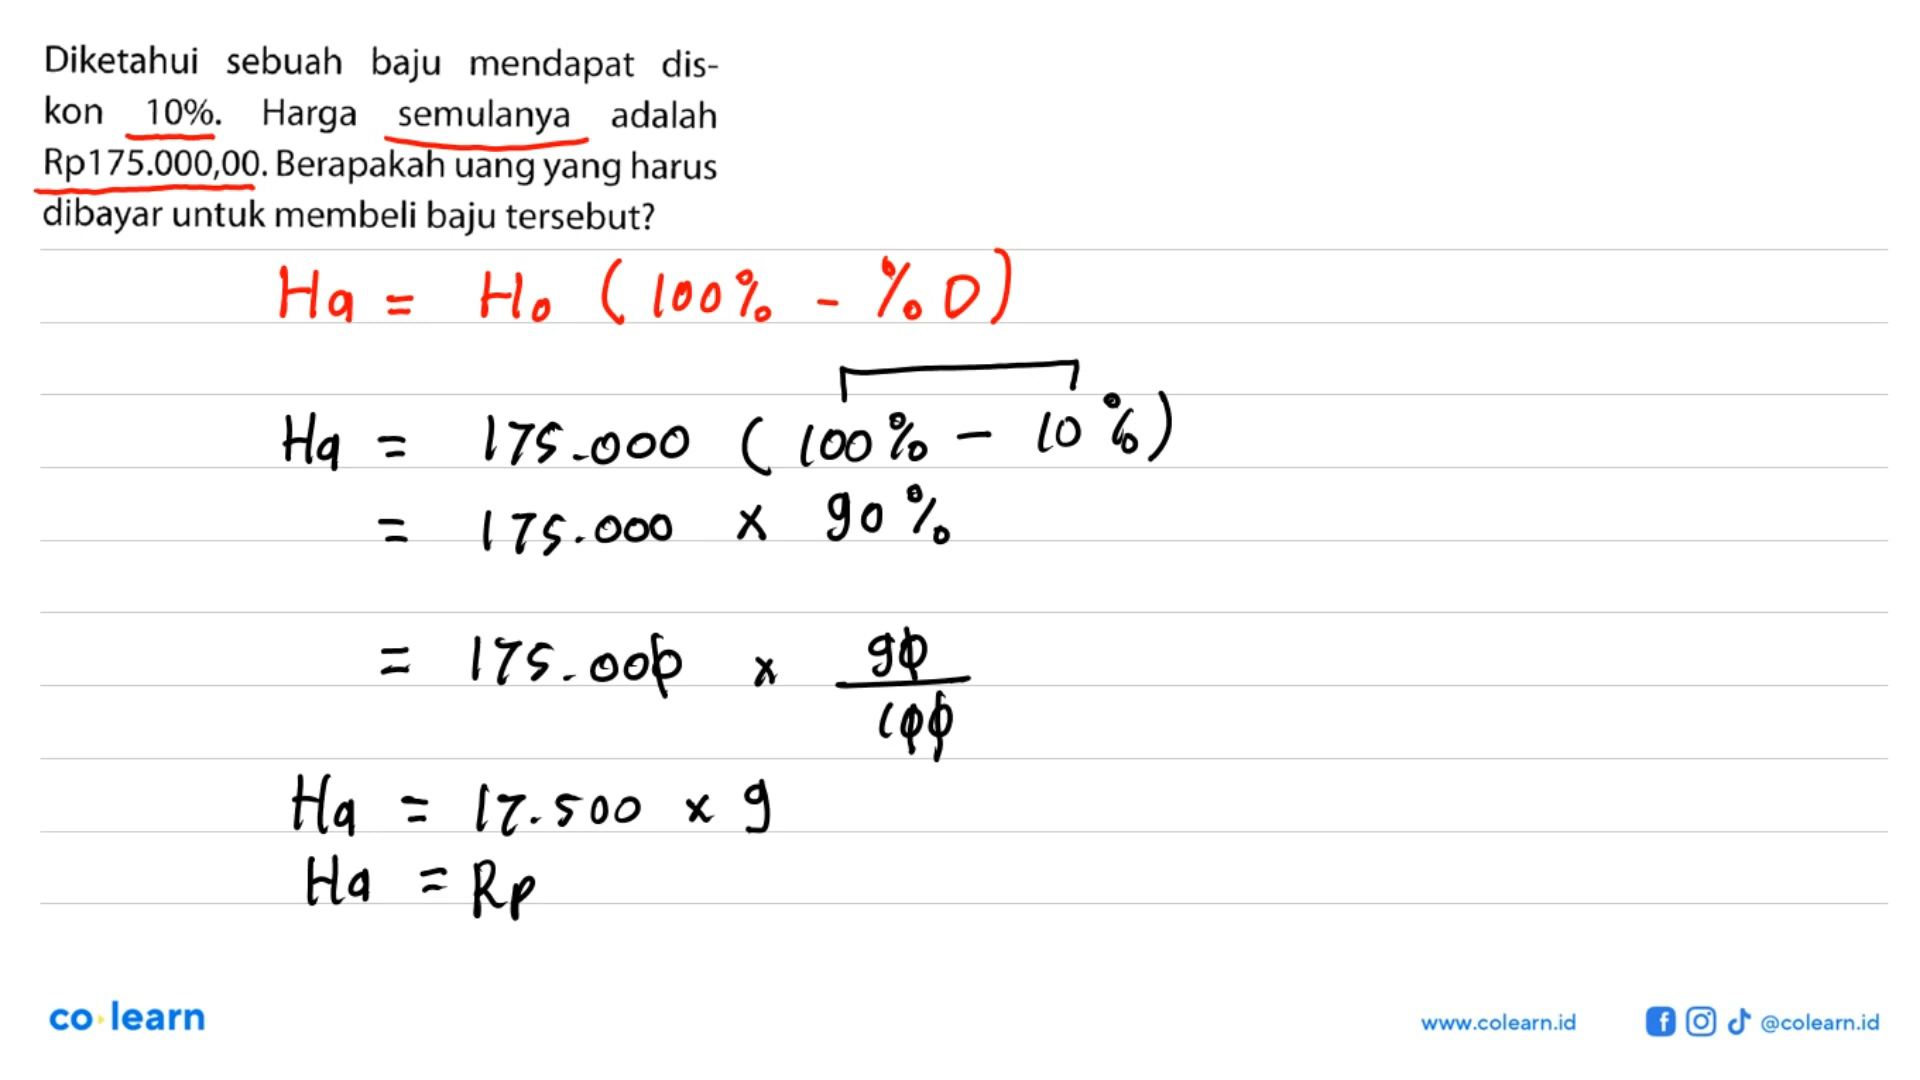 Diketahui sebuah baju mendapat dis-
kon 10%. Harga semulanya adalah
Rp175.000,00. Berapakah uang yang harus
dibayar untuk membeli baju tersebut?
Ha = Ho (100% - %D)
Ha = 175.000 (100% - 10%)
= 175.000 x 90%
= 175.000 x 90/100
Ha = 17.500 x 9
Ha = Rp
co learn
www.colearn.id @colearn.id